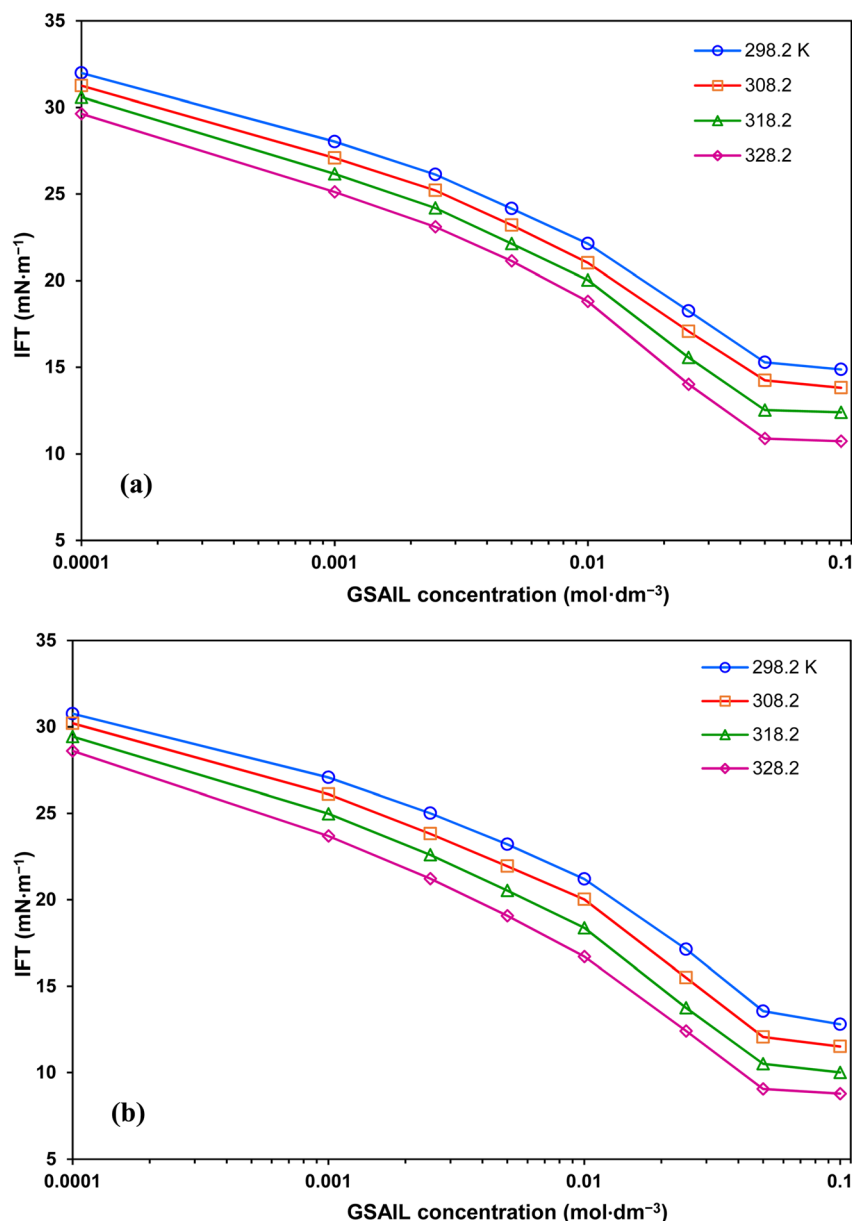 35
30
25
20
15
10
5
IFT (mN·m⁻¹)
298.2 K
308.2
318.2
328.2
(a)
0.0001 0.001 0.01 0.1
GSAIL concentration (mol·dm⁻³)
35
30
25
20
15
10
5
IFT (mN·m⁻¹)
298.2 K
308.2
318.2
328.2
(b)
0.0001 0.001 0.01 0.1
GSAIL concentration (mol·dm⁻³)